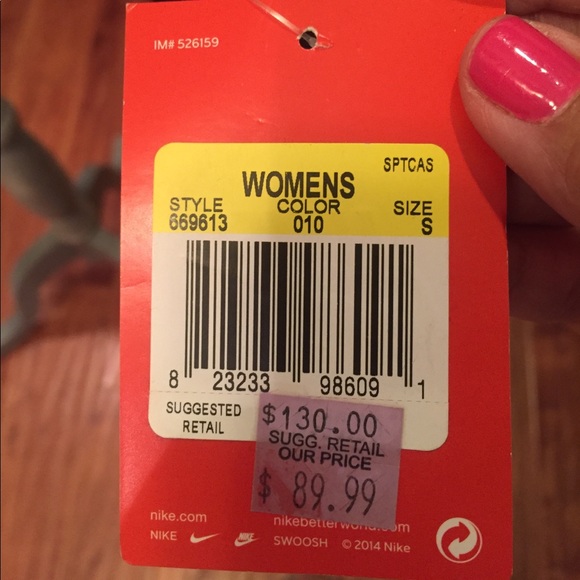 IM# 526159
SPTCAS
WOMENS
STYLE COLOR SIZE
669613 010 S
8 23233 98609 1
SUGGESTED
RETAIL
$130.00
SUGG. RETAIL
OUR PRICE
$ 89.99
nike.com nikebetterworld.com
NIKE NIKE SWOOSH © 2014 Nike